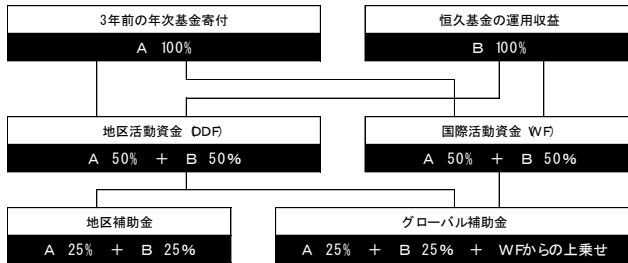 3年前の年次基金寄付
A 100%
恒久基金の運用収益
B 100%
地区活動資金 (DDF)
A 50% + B 50%
国際活動資金 (WF)
A 50% + B 50%
地区補助金
A 25% + B 25%
グローバル補助金
A 25% + B 25% + WFからの上乗せ